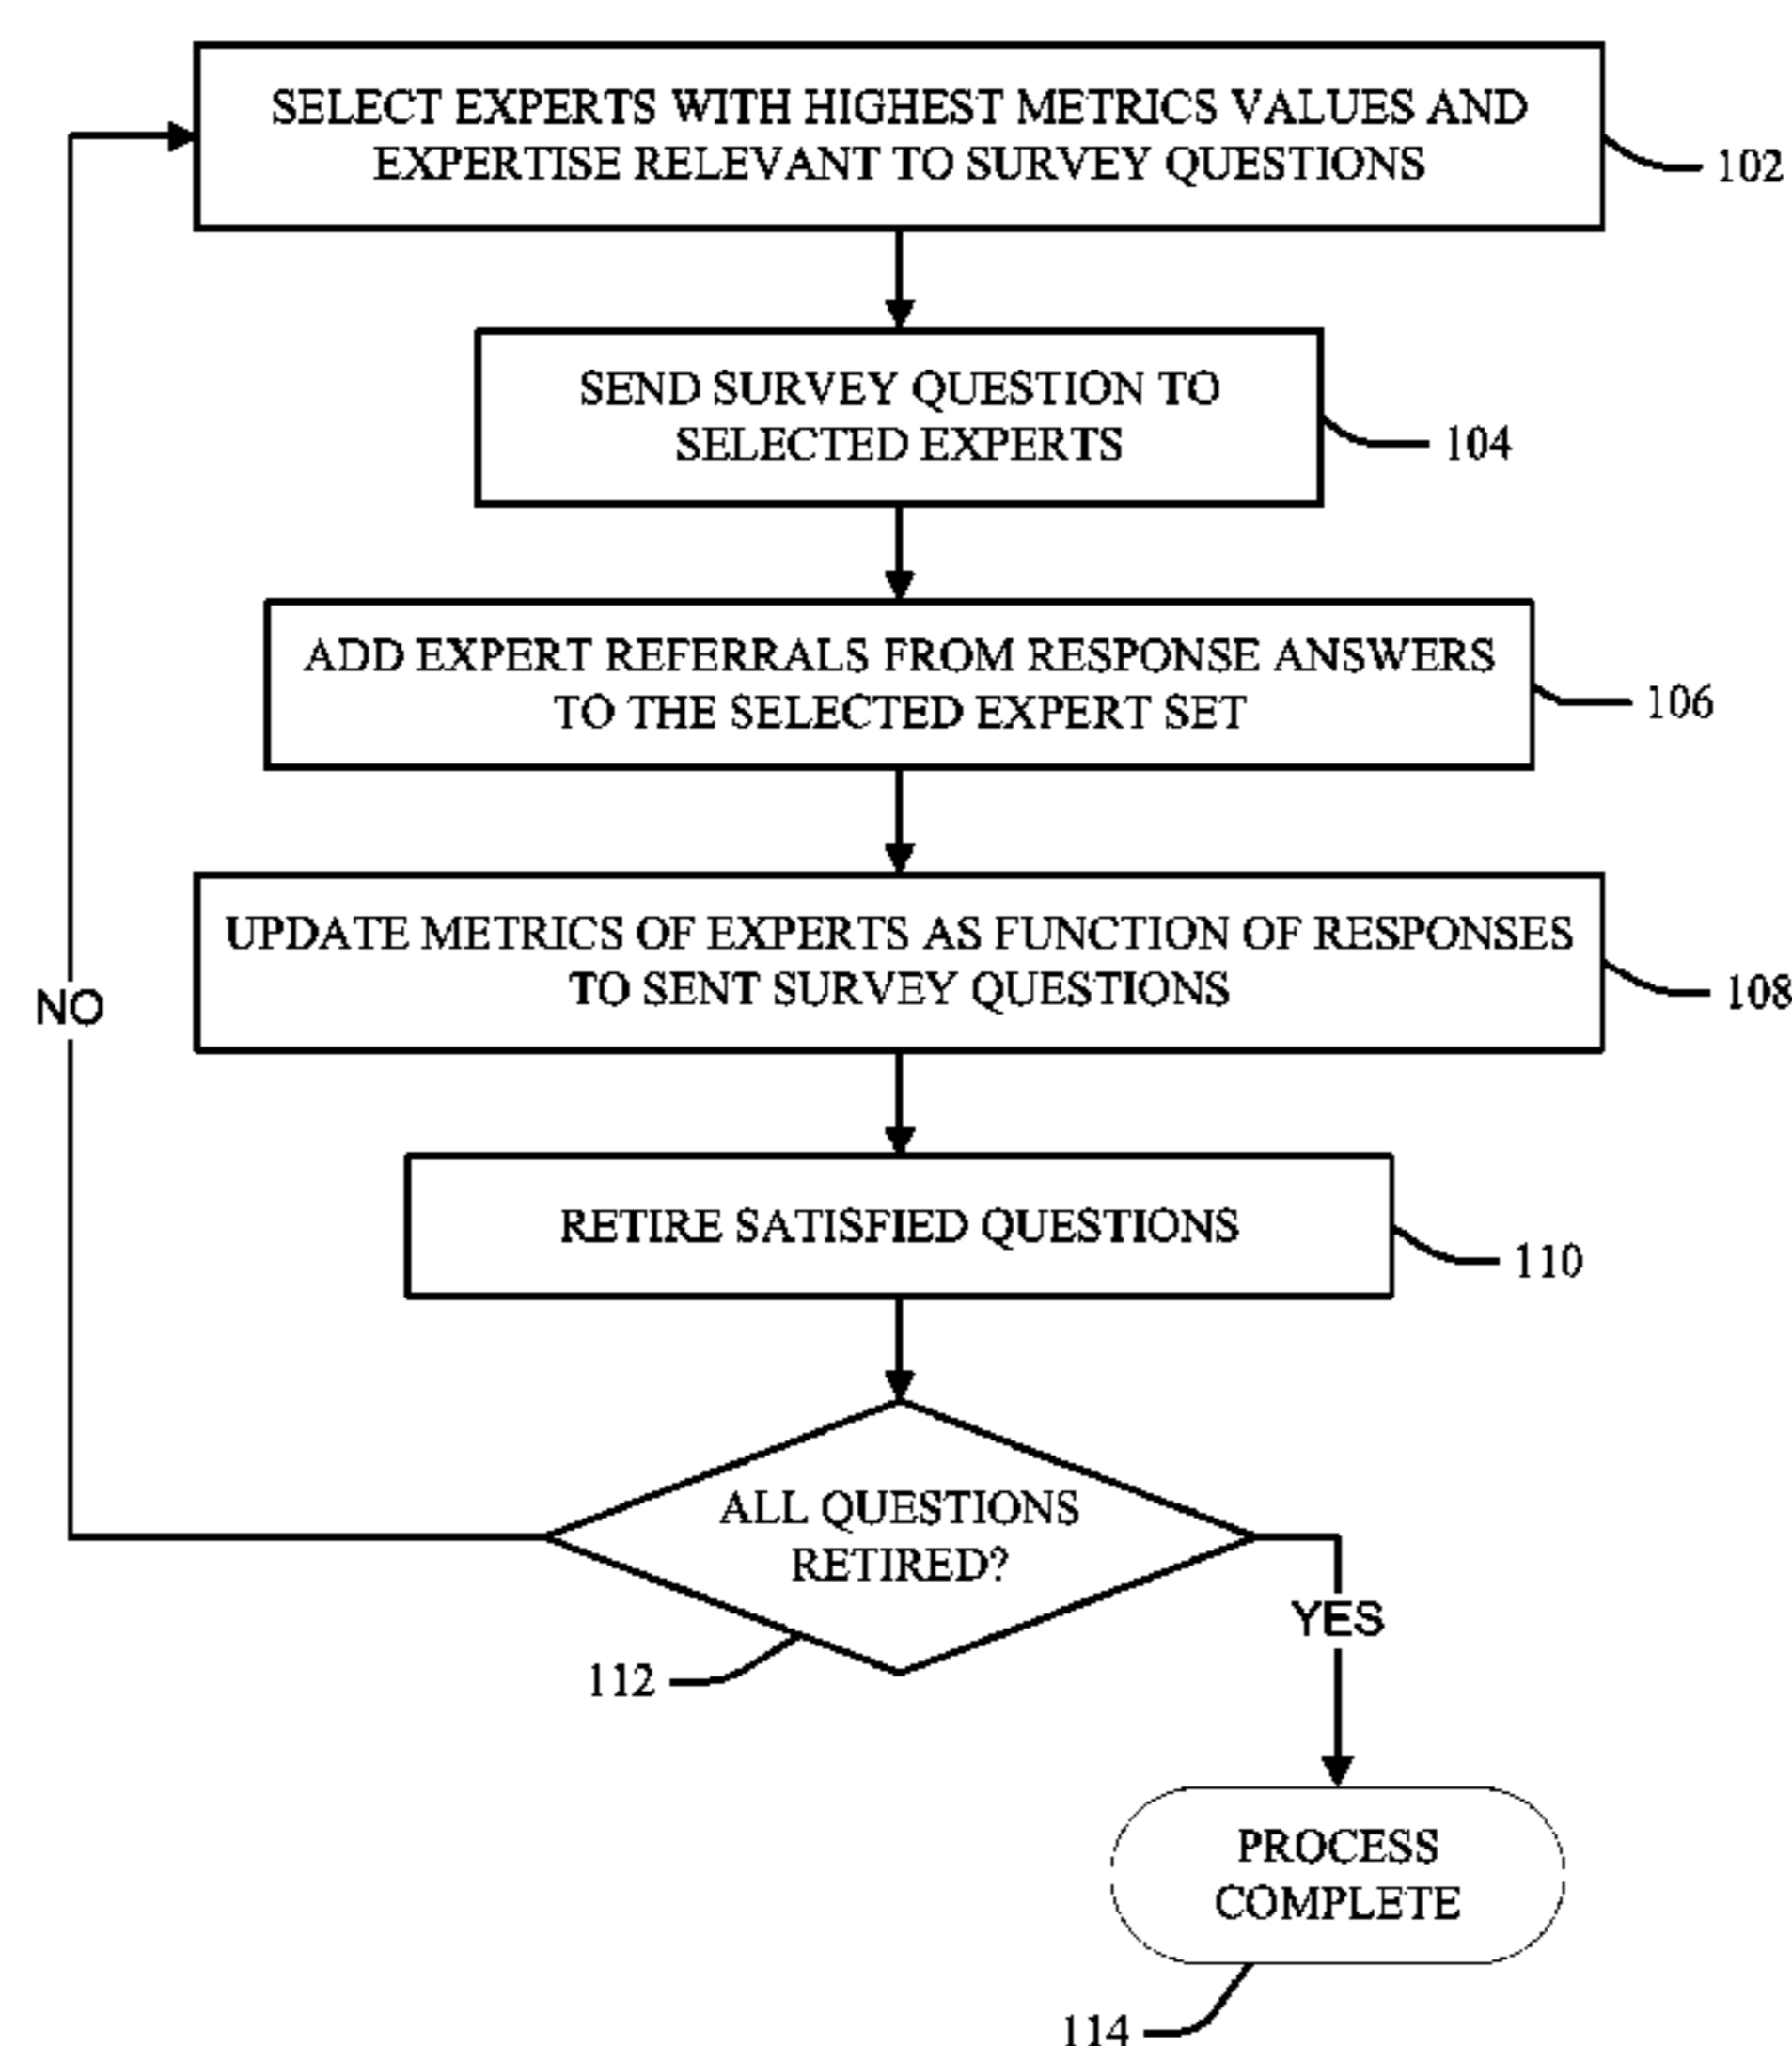 SELECT EXPERTS WITH HIGHEST METRICS VALUES AND
EXPERTISE RELEVANT TO SURVEY QUESTIONS
102
SEND SURVEY QUESTION TO
SELECTED EXPERTS
104
ADD EXPERT REFERRALS FROM RESPONSE ANSWERS
TO THE SELECTED EXPERT SET
106
UPDATE METRICS OF EXPERTS AS FUNCTION OF RESPONSES
TO SENT SURVEY QUESTIONS
108
NO
RETIRE SATISFIED QUESTIONS
110
ALL QUESTIONS
RETIRED?
YES
112
PROCESS
COMPLETE
114